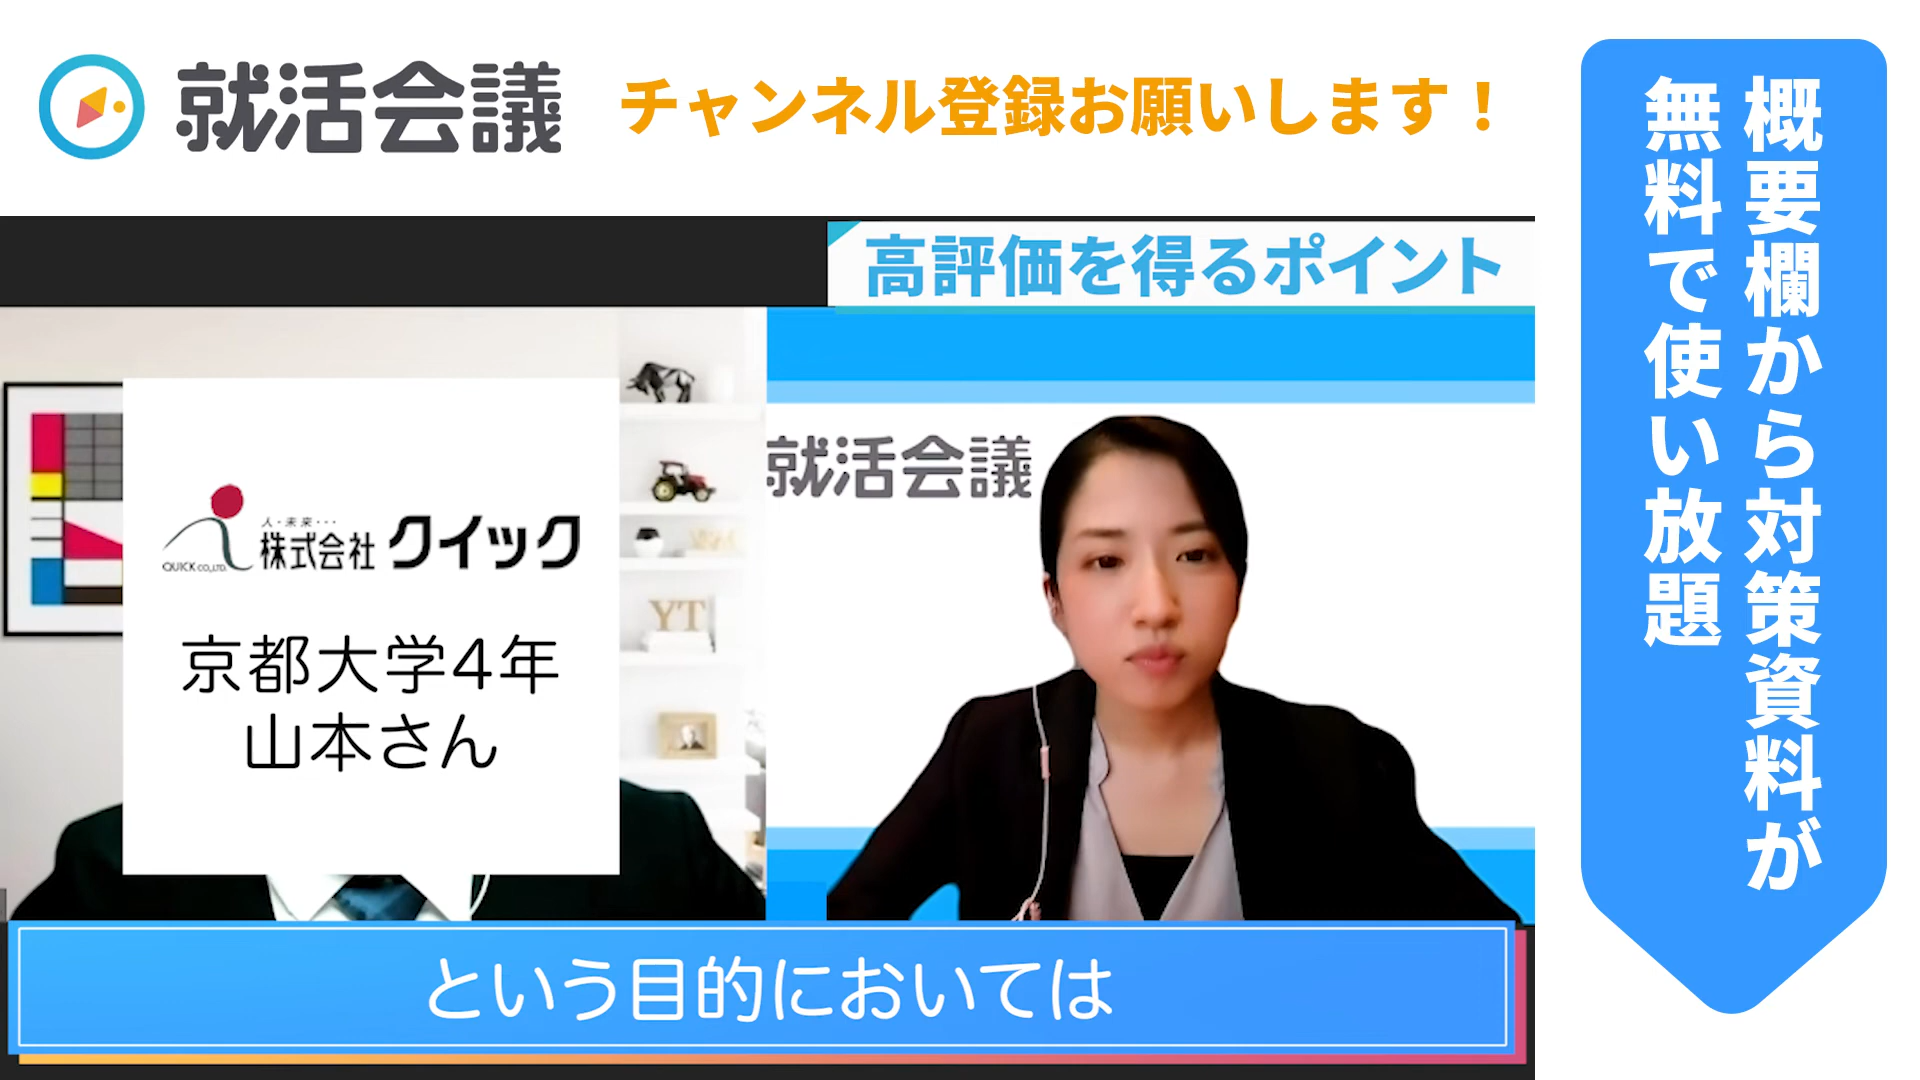 就活会議
チャンネル登録お願いします！
概要欄から対策資料が
無料で使い放題
高評価を得るポイント
就活会議
人・未来・・・
株式会社 クイック
QUICK CO.,LTD.
京都大学4年
山本さん
YT
という目的においては